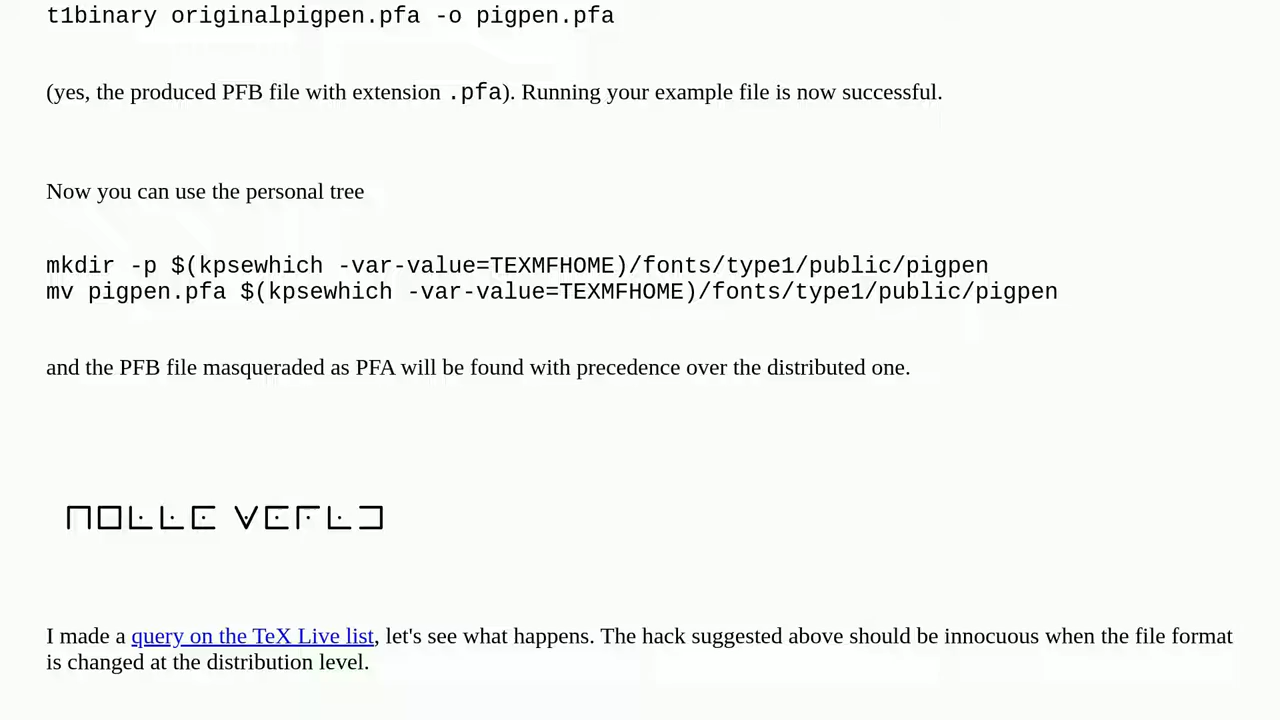 t1binary originalpigpen.pfa -o pigpen.pfa
(yes, the produced PFB file with extension .pfa). Running your example file is now successful.
Now you can use the personal tree
mkdir -p $(kpsewhich -var-value=TEXMFHOME)/fonts/type1/public/pigpen
mv pigpen.pfa $(kpsewhich -var-value=TEXMFHOME)/fonts/type1/public/pigpen
and the PFB file masqueraded as PFA will be found with precedence over the distributed one.
I made a query on the TeX Live list, let's see what happens. The hack suggested above should be innocuous when the file format
is changed at the distribution level.